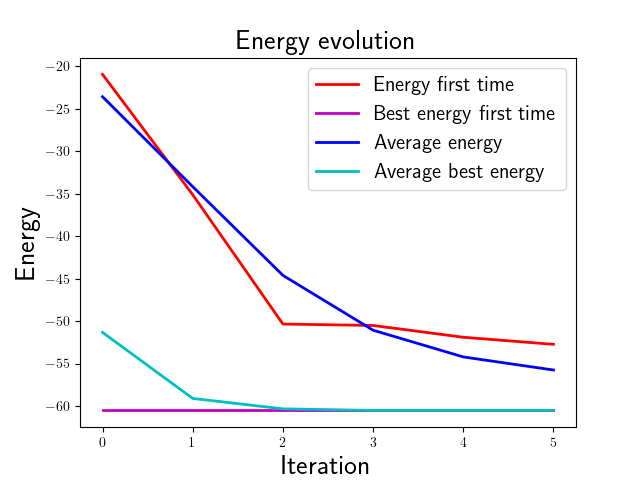 Energy evolution
Energy first time
Best energy first time
Average energy
Average best energy
Energy
−20
−25
−30
−35
−40
−45
−50
−55
−60
0 1 2 3 4 5
Iteration